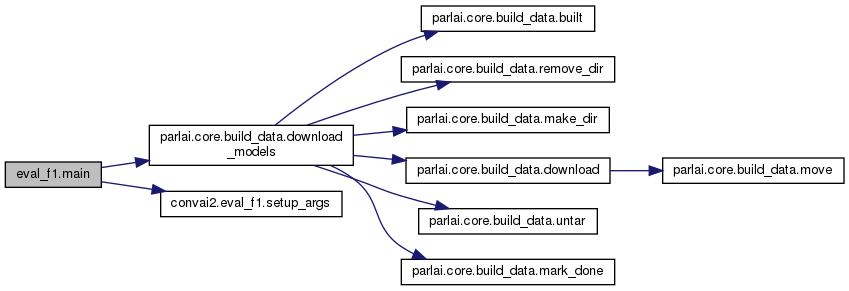 eval_f1.main
parlai.core.build_data.download
_models
convai2.eval_f1.setup_args
parlai.core.build_data.built
parlai.core.build_data.remove_dir
parlai.core.build_data.make_dir
parlai.core.build_data.download
parlai.core.build_data.untar
parlai.core.build_data.mark_done
parlai.core.build_data.move